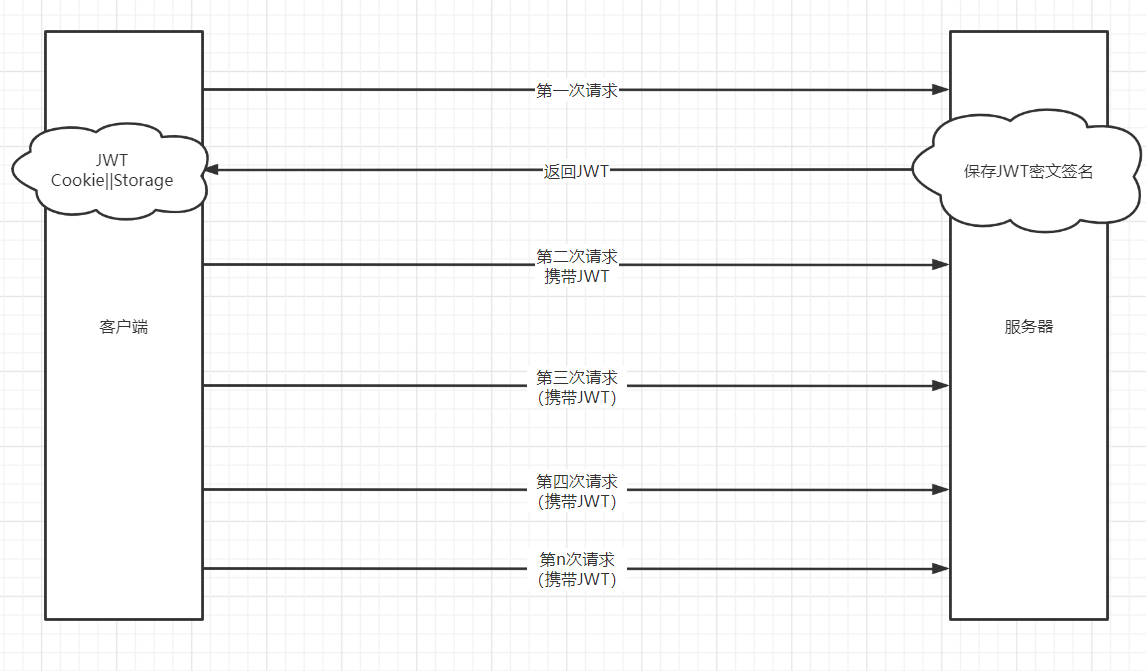 第一次请求
JWT
Cookie||Storage
返回JWT
保存JWT密文签名
第二次请求
携带JWT
客户端
服务器
第三次请求
（携带JWT）
第四次请求
（携带JWT）
第n次请求
（携带JWT）